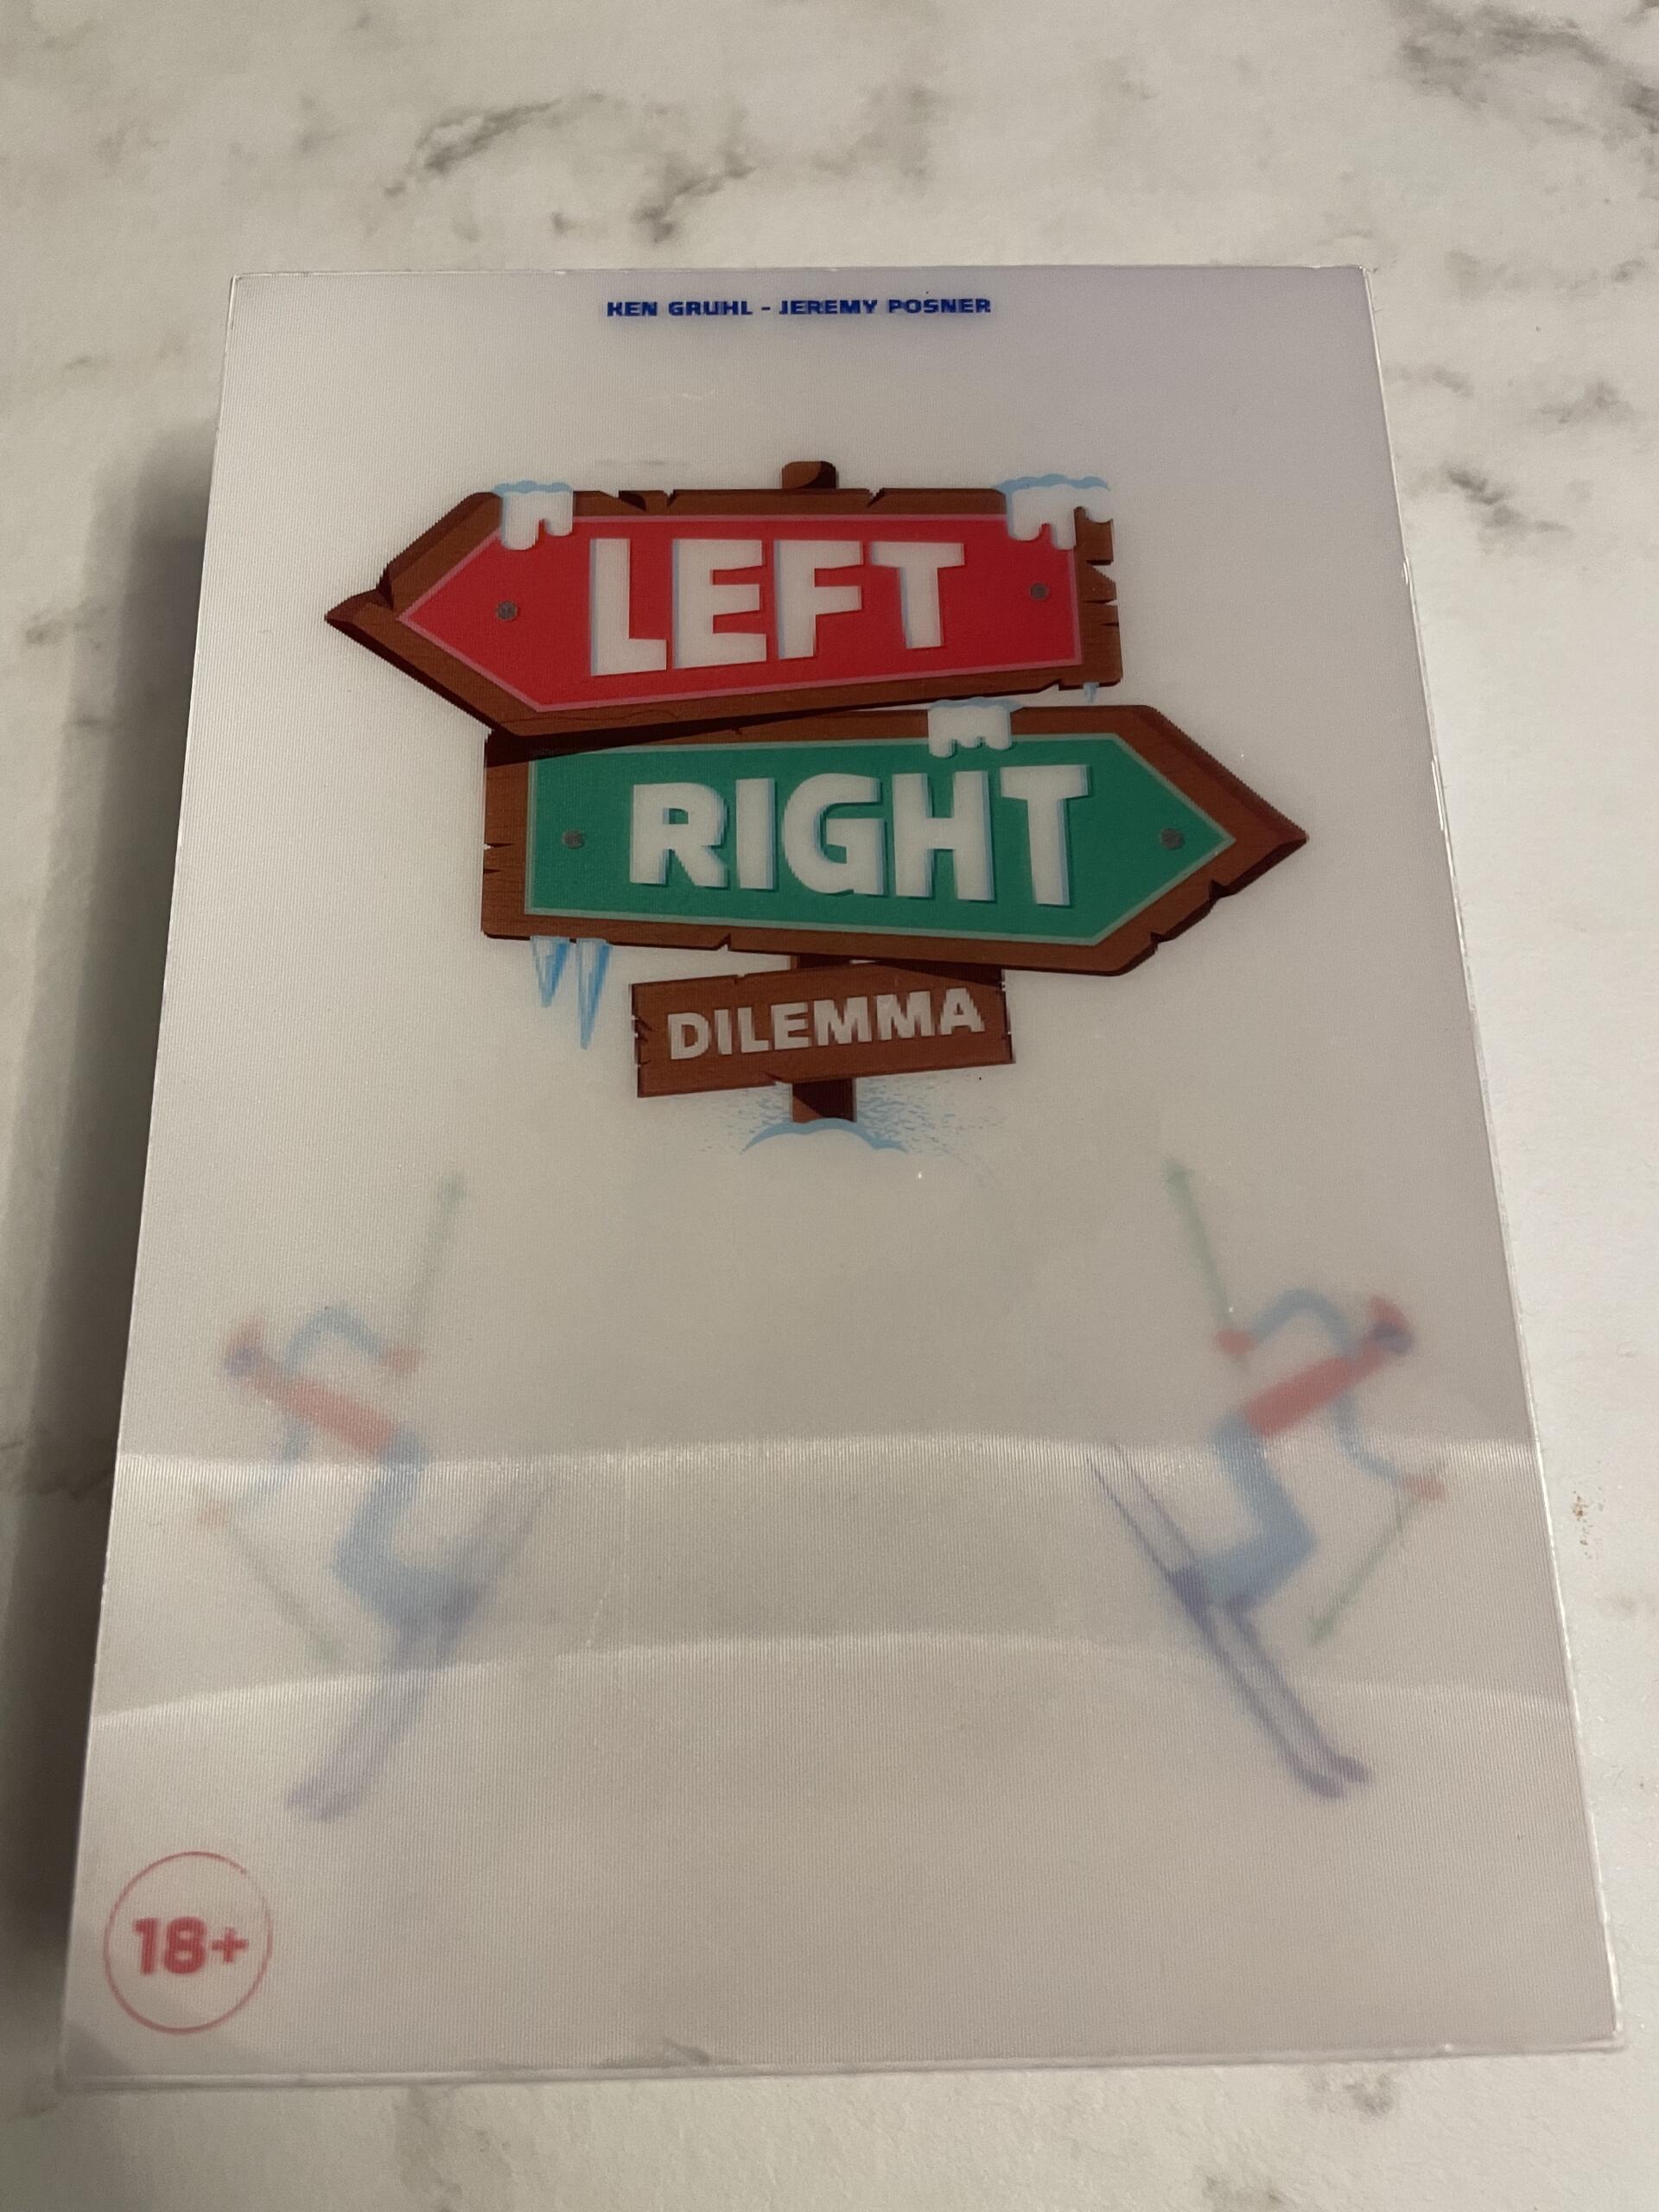 KEN GRUHL - JEREMY POSNER
LEFT
RIGHT
DILEMMA
18+